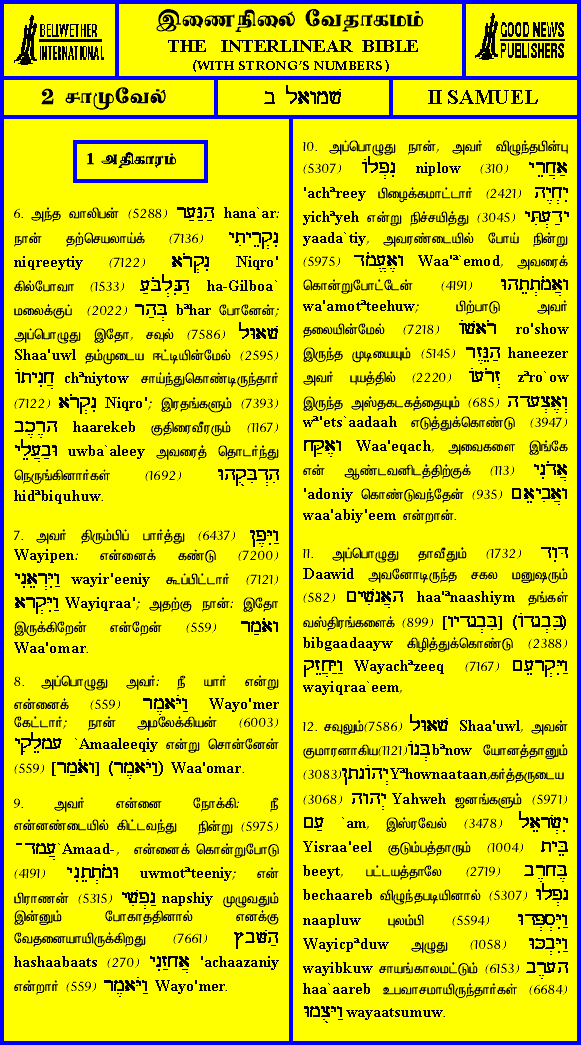 BELLWETHER
INTERNATIONAL
இணைநிலை வேதாகமம்
THE INTERLINEAR BIBLE
(WITH STRONG'S NUMBERS)
GOOD NEWS
PUBLISHERS
2 சாமுவேல்
שמואל ב
II SAMUEL
1 அதிகாரம்
6. அந்த வாலிபன் (5288) הַנַּעַר hana`ar:
நான் தற்செயலாய்க் (7136) נִקְרֵיתִי
niqreeytiy (7122) נִקְרֹא Niqro'
கில்போவா (1533) הַגִּלְבֹּעַ ha-Gilboa`
மலைக்குப் (2022) בְּהַר bªhar போனேன்;
அப்பொழுது இதோ, சவுல் (7586) שָׁאוּל
Shaa'uwl தம்முடைய ஈட்டியின்மேல் (2595)
חֲנִיתוֹ chªniytow சாய்ந்துகொண்டிருந்தார்
(7122) נִקְרֹא Niqro'; இரதங்களும் (7393)
הָרֶכֶב haarekeb குதிரைவீரரும் (1167)
וּבַעֲלֵי uwba`aleey அவரைத் தொடர்ந்து
நெருங்கினார்கள் (1692) הִדְבִּקֻהוּ
hidªbiquhuw.
7. அவர் திரும்பிப் பார்த்து (6437) וַיִּפֶן
Wayipen: என்னைக் கண்டு (7200)
וַיִּרְאֵנִי wayir'eeniy கூப்பிட்டார் (7121)
וַיִּקְרָא Wayiqraa'; அதற்கு நான்: இதோ
இருக்கிறேன் என்றேன் (559) וָאֹמַר
Waa'omar.
8. அப்பொழுது அவர்: நீ யார் என்று
என்னைக் (559) וַיֹּאמֶר Wayo'mer
கேட்டார்; நான் அமலேக்கியன் (6003)
עֲמָלֵקִי `Amaaleeqiy என்று சொன்னேன்
(559) [וָאֹמַר] (וַיֹּאמֶר) Waa'omar.
9. அவர் என்னை நோக்கி: நீ
என்னண்டையில் கிட்டவந்து நின்று (5975)
עֲמָד־ `Amaad-, என்னைக் கொன்றுபோடு
(4191) וּמֹתְתֵנִי uwmotªteeniy; என்
பிராணன் (5315) נַפְשִׁי napshiy முழுவதும்
இன்னும் போகாததினால் எனக்கு
வேதனையாயிருக்கிறது (7661) הַשָּׁבָץ
hashaabaats (270) אֲחָזַנִי 'achaazaniy
என்றார் (559) וַיֹּאמֶר Wayo'mer.
10. அப்பொழுது நான், அவர் விழுந்தபின்பு
(5307) נִפְלוֹ niplow (310) אַחֲרֵי
'achªreey பிழைக்கமாட்டார் (2421) יִחְיֶה
yichªyeh என்று நிச்சயித்து (3045) יָדַעְתִּי
yaada`tiy, அவரண்டையில் போய் நின்று
(5975) וָאֶעֱמֹד Waa'ª`emod, அவரைக்
கொன்றுபோட்டேன் (4191) וַאֲמֹתְתֵהוּ
wa'amotªteehuw; பிற்பாடு அவர்
தலையின்மேல் (7218) רֹאשׁוֹ ro'show
இருந்த முடியையும் (5145) הַנֵּזֶר haneezer
அவர் புயத்தில் (2220) זְרֹעוֹ zªro`ow
இருந்த அஸ்தகடகத்தையும் (685) וְאֶצְעָדָה
wª'ets`aadaah எடுத்துக்கொண்டு (3947)
וָאֶקַּח Waa'eqach, அவைகளை இங்கே
என் ஆண்டவனிடத்திற்குக் (113) אֲדֹנִי
'adoniy கொண்டுவந்தேன் (935) וָאֲבִיאֵם
waa'abiy'eem என்றான்.
11. அப்பொழுது தாவீதும் (1732) דָּוִד
Daawid அவனோடிருந்த சகல மனுஷரும்
(582) הָאֲנָשִׁים haa'ªnaashiym தங்கள்
வஸ்திரங்களைக் (899) [בִּבְגָדָיו] (בִּבְגָדוֹ)
bibgaadaayw கிழித்துக்கொண்டு (2388)
וַיַּחֲזֵק Wayachªzeeq (7167) וַיִּקְרָעֵם
wayiqraa`eem,
12. சவுலும்(7586) שָׁאוּל Shaa'uwl, அவன்
குமாரனாகிய(1121)בְּנוֹ bªnow யோனத்தானும்
(3083)יְהוֹנָתָן Yªhownaataan,கர்த்தருடைய
(3068) יְהוָה Yahweh ஜனங்களும் (5971)
עַם `am, இஸ்ரவேல் (3478) יִשְׂרָאֵל
Yisraa'eel குடும்பத்தாரும் (1004) בֵּית
beeyt, பட்டயத்தாலே (2719) בֶּחָרֶב
bechaareb விழுந்தபடியினால் (5307) נָפְלוּ
naapluw புலம்பி (5594) וַיִּסְפְּדוּ
Wayicpªduw அழுது (1058) וַיִּבְכּוּ
wayibkuw சாயங்காலமட்டும் (6153) הָעָרֶב
haa`aareb உபவாசமாயிருந்தார்கள் (6684)
וַיָּצֻמוּ wayaatsumuw.